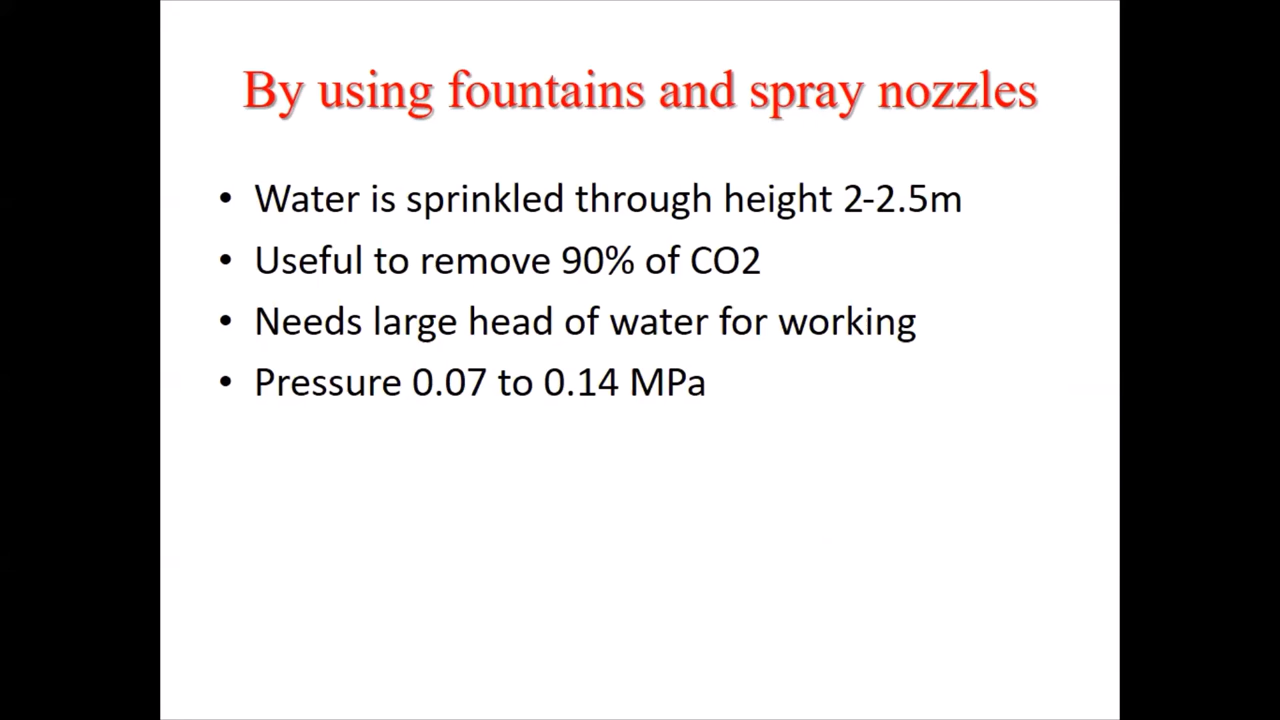 By using fountains and spray nozzles
• Water is sprinkled through height 2-2.5m
• Useful to remove 90% of CO2
• Needs large head of water for working
• Pressure 0.07 to 0.14 MPa